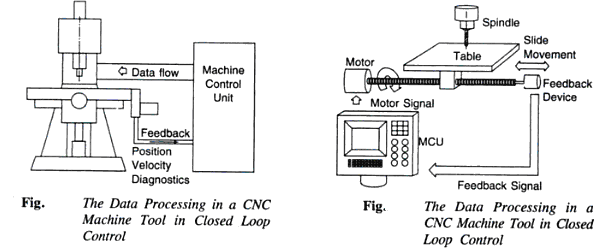 Data flow
Machine
Control
Unit
Feedback
Position
Velocity
Diagnostics
Fig. The Data Processing in a CNC
Machine Tool in Closed Loop
Control
Spindle
Slide
Movement
Table
Motor
Feedback
Device
Motor Signal
MCU
Feedback Signal
Fig. The Data Processing in a
CNC Machine Tool in Closed
Loop Control